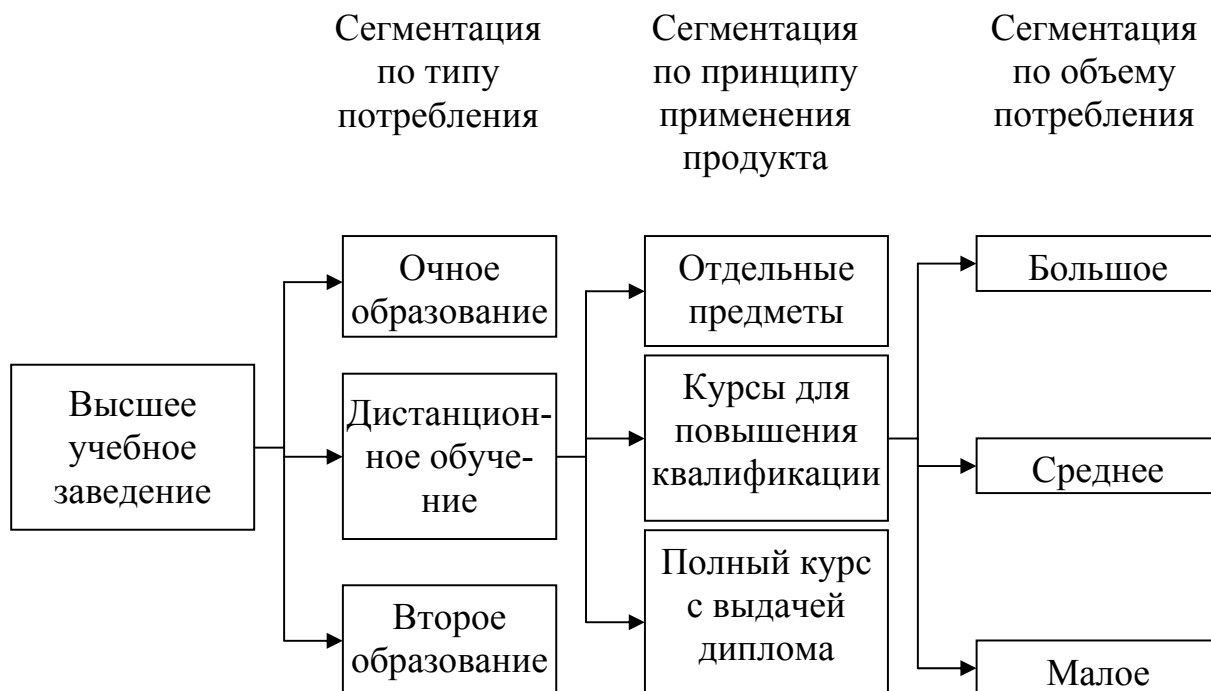 Сегментация
по типу
потребления
Сегментация
по принципу
применения
продукта
Сегментация
по объему
потребления
Высшее
учебное
заведение
Очное
образование
Дистанцион-
ное обуче-
ние
Второе
образование
Отдельные
предметы
Курсы для
повышения
квалификации
Полный курс
с выдачей
диплома
Большое
Среднее
Малое